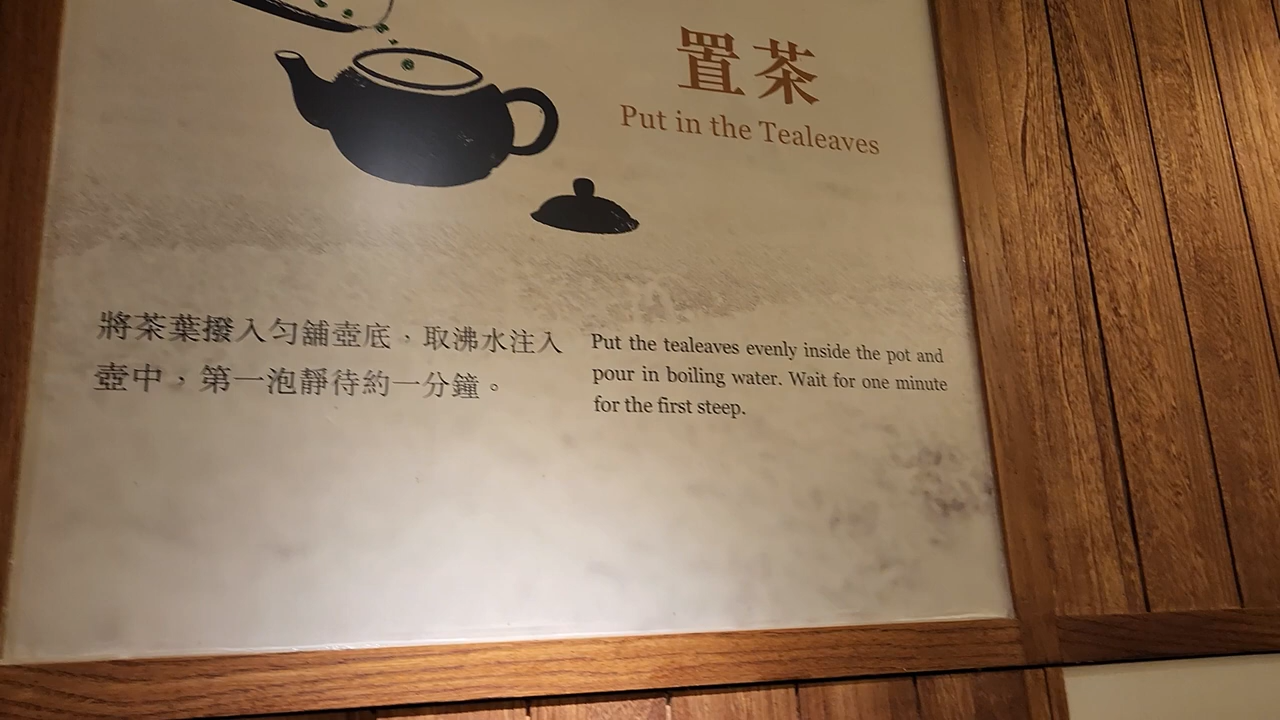 置茶
Put in the Tealeaves
將茶葉撥入勻舖壺底，取沸水注入
壺中，第一泡靜待約一分鐘。
Put the tealeaves evenly inside the pot and
pour in boiling water. Wait for one minute
for the first steep.